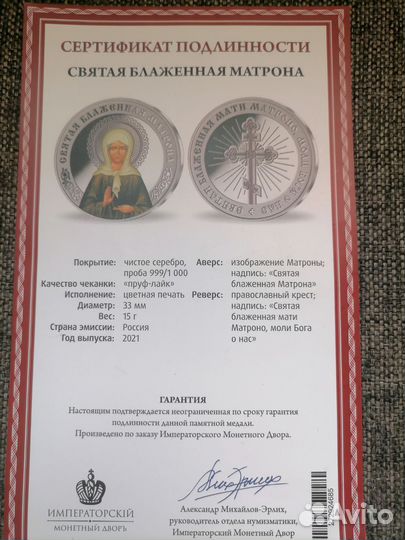 СЕРТИФИКАТ ПОДЛИННОСТИ
СВЯТАЯ БЛАЖЕННАЯ МАТРОНА
СВЯТАЯ БЛАЖЕННАЯ МАТРОНА
СВЯТАЯ БЛАЖЕННАЯ МАТИ МАТРОНО, МОЛИ БОГА О НАС
Покрытие: чистое серебро,
проба 999/1 000
Качество чеканки: «пруф-лайк»
Исполнение: цветная печать
Диаметр: 33 мм
Вес: 15 г
Страна эмиссии: Россия
Год выпуска: 2021
Аверс: изображение Матроны;
надпись: «Святая
блаженная Матрона»
Реверс: православный крест;
надпись: «Святая
блаженная мати
Матроно, моли Бога
о нас»
ГАРАНТИЯ
Настоящим подтверждается неограниченная по сроку гарантия
подлинности данной памятной медали.
Произведено по заказу Императорского Монетного Двора.
ИМПЕРАТОРСКІЙ
МОНЕТНЫЙ ДВОРЪ
Александр Михайлов-Эрлих,
руководитель отдела нумизматики,
Императорский Монетный Двор
Avito